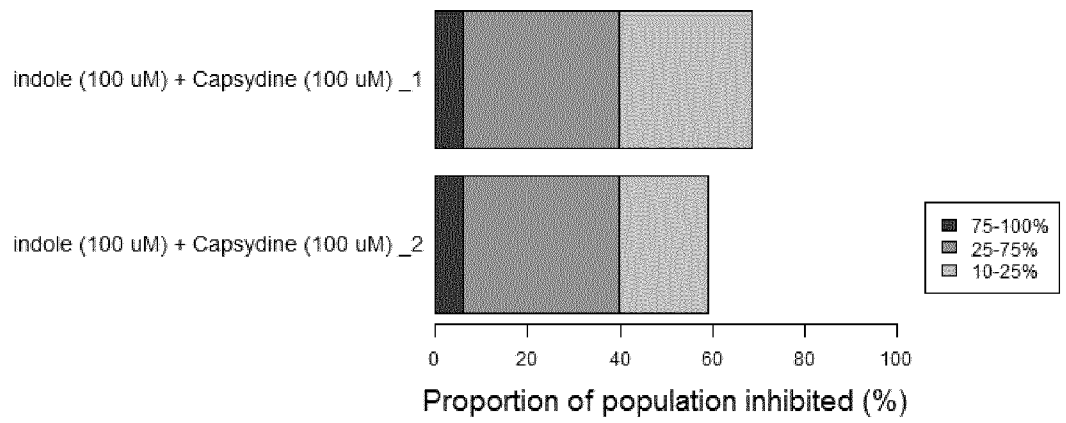 indole (100 uM) + Capsydine (100 uM) _1
indole (100 uM) + Capsydine (100 uM) _2
75-100%
25-75%
10-25%
0 20 40 60 80 100
Proportion of population inhibited (%)